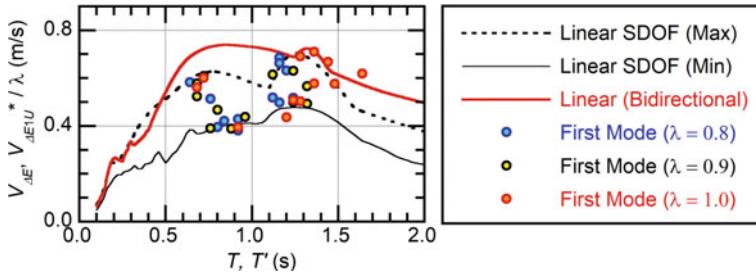 V_ΔE, V_ΔE1U* / λ (m/s)
0.8
0.4
0.0
0.0 0.5 1.0 1.5 2.0
T, T' (s)
Linear SDOF (Max)
Linear SDOF (Min)
Linear (Bidirectional)
First Mode (λ = 0.8)
First Mode (λ = 0.9)
First Mode (λ = 1.0)